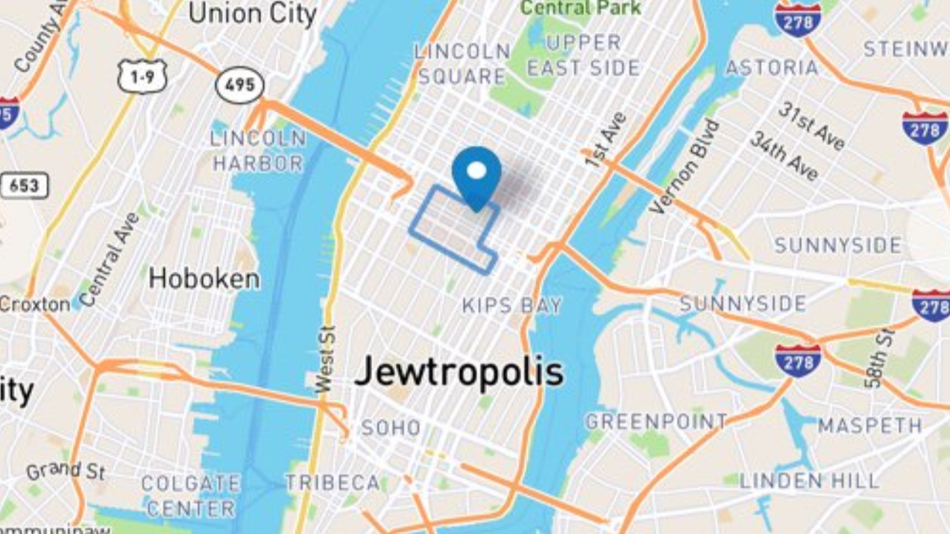 Central Park
Union City
County Av
LINCOLN
SQUARE
UPPER
EAST SIDE
278
STEINW
1-9
495
ASTORIA
95
LINCOLN
HARBOR
1st Ave
31st Ave
278
34th Ave
653
Vernon Blvd
Central Ave
SUNNYSIDE
Hoboken
Croxton
KIPS BAY
SUNNYSIDE
278
West St
278
58th St
Jewtropolis
ity
SOHO
GREENPOINT
MASPETH
Grand St
COLGATE
CENTER
TRIBECA
LINDEN HILL
ommunipaw